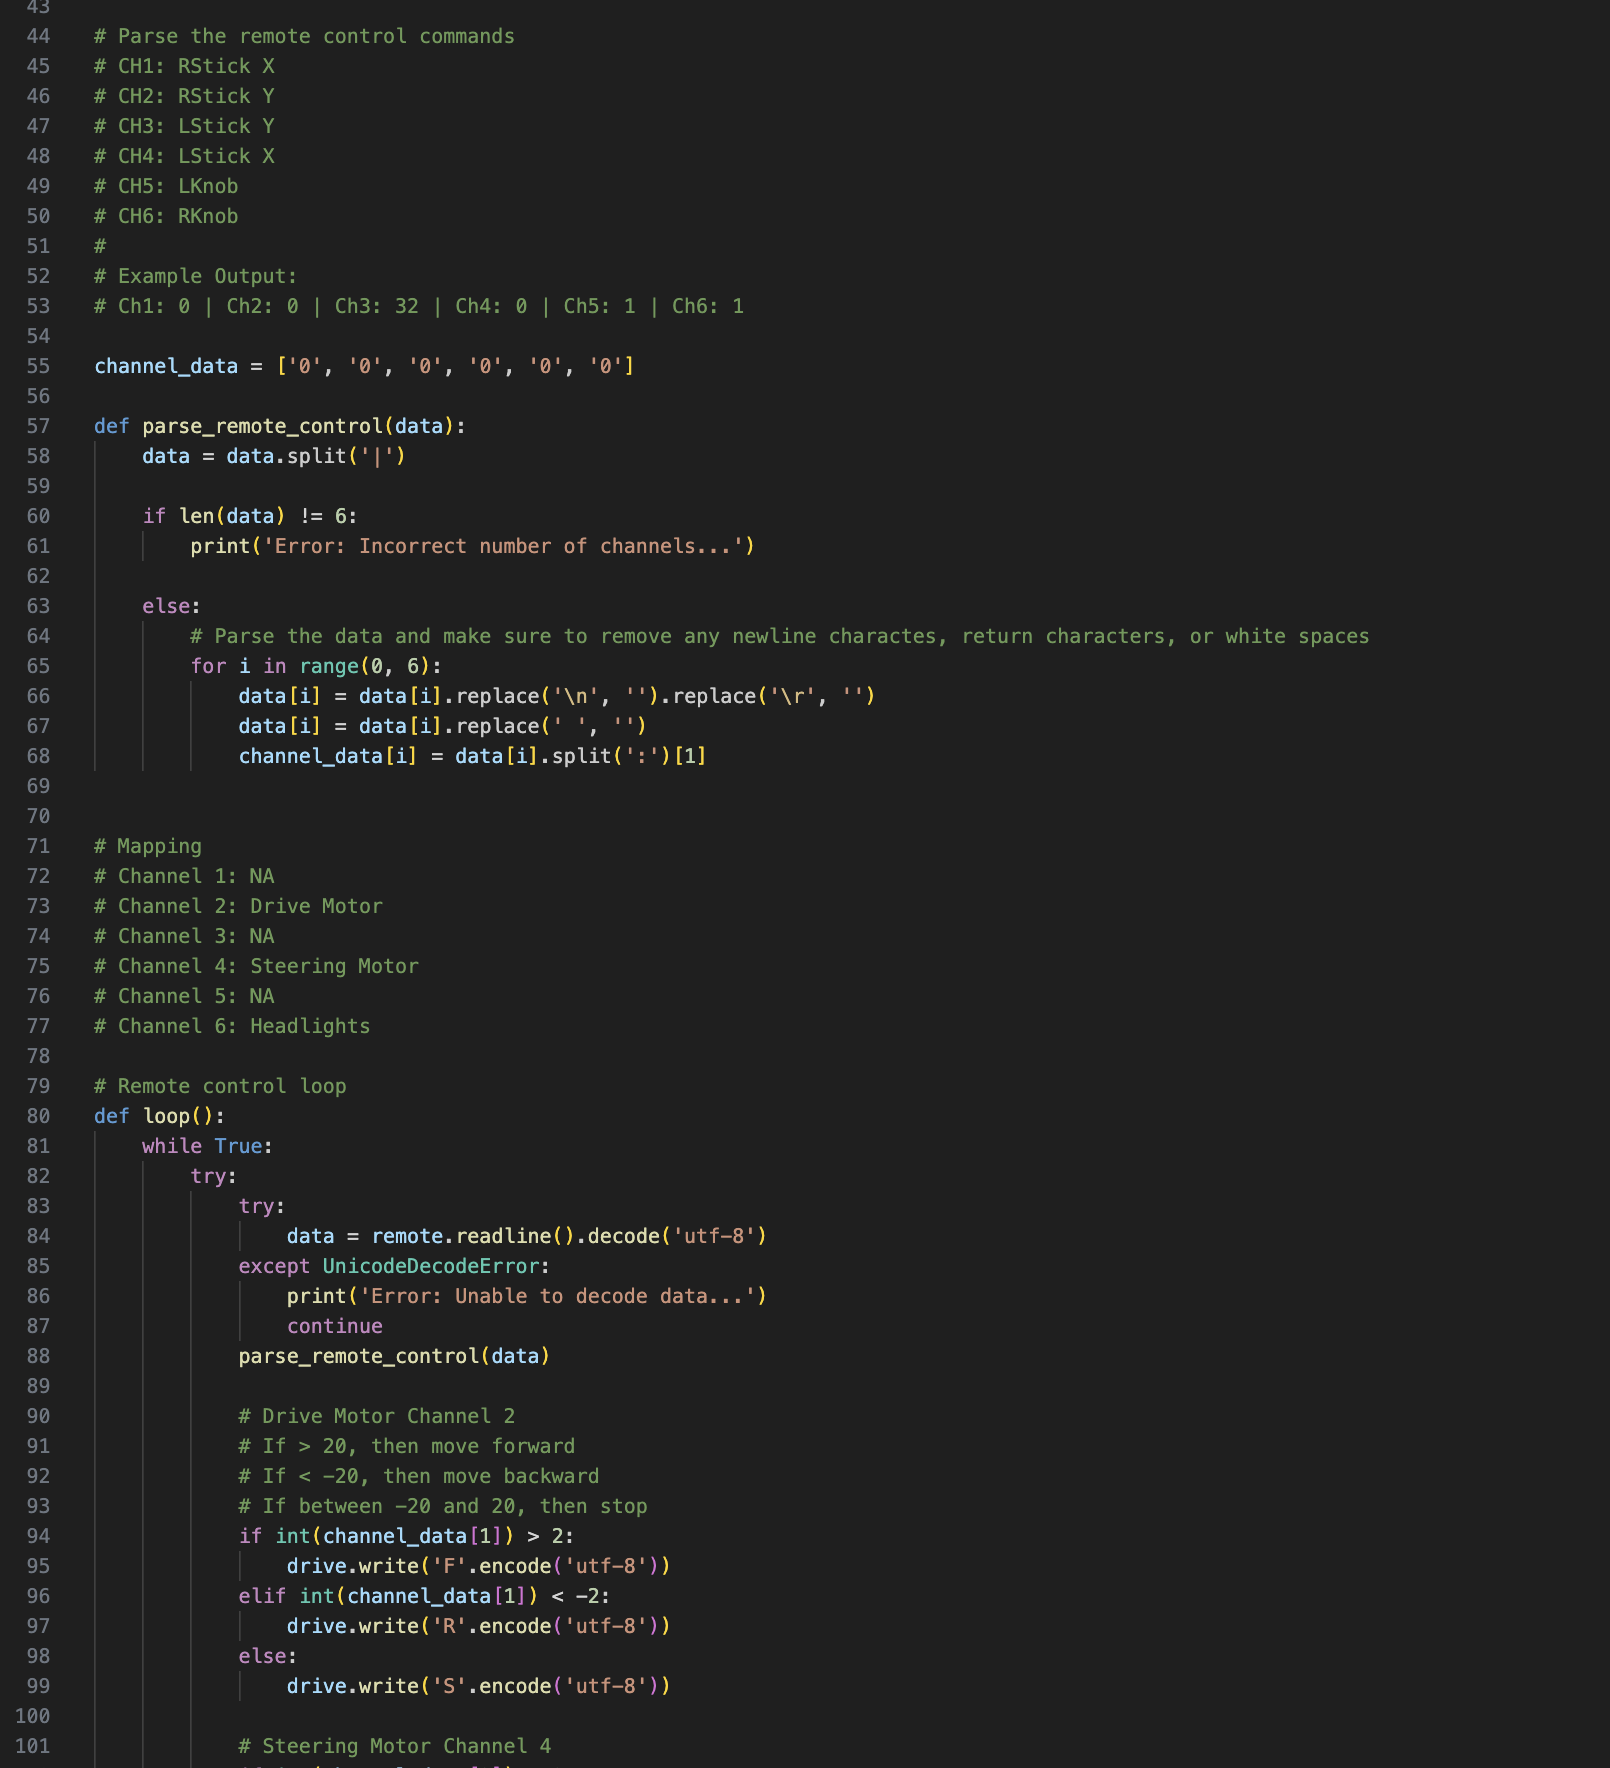 43
44 # Parse the remote control commands
45 # CH1: RStick X
46 # CH2: RStick Y
47 # CH3: LStick Y
48 # CH4: LStick X
49 # CH5: LKnob
50 # CH6: RKnob
51 #
52 # Example Output:
53 # Ch1: 0 | Ch2: 0 | Ch3: 32 | Ch4: 0 | Ch5: 1 | Ch6: 1
54
55 channel_data = ['0', '0', '0', '0', '0', '0']
56
57 def parse_remote_control(data):
58     data = data.split('|')
59
60     if len(data) != 6:
61         print('Error: Incorrect number of channels...')
62
63     else:
64         # Parse the data and make sure to remove any newline charactes, return characters, or white spaces
65         for i in range(0, 6):
66             data[i] = data[i].replace('\n', '').replace('\r', '')
67             data[i] = data[i].replace(' ', '')
68             channel_data[i] = data[i].split(':')[1]
69
70
71 # Mapping
72 # Channel 1: NA
73 # Channel 2: Drive Motor
74 # Channel 3: NA
75 # Channel 4: Steering Motor
76 # Channel 5: NA
77 # Channel 6: Headlights
78
79 # Remote control loop
80 def loop():
81     while True:
82         try:
83             try:
84                 data = remote.readline().decode('utf-8')
85             except UnicodeDecodeError:
86                 print('Error: Unable to decode data...')
87                 continue
88             parse_remote_control(data)
89
90             # Drive Motor Channel 2
91             # If > 20, then move forward
92             # If < -20, then move backward
93             # If between -20 and 20, then stop
94             if int(channel_data[1]) > 2:
95                 drive.write('F'.encode('utf-8'))
96             elif int(channel_data[1]) < -2:
97                 drive.write('R'.encode('utf-8'))
98             else:
99                 drive.write('S'.encode('utf-8'))
100
101             # Steering Motor Channel 4